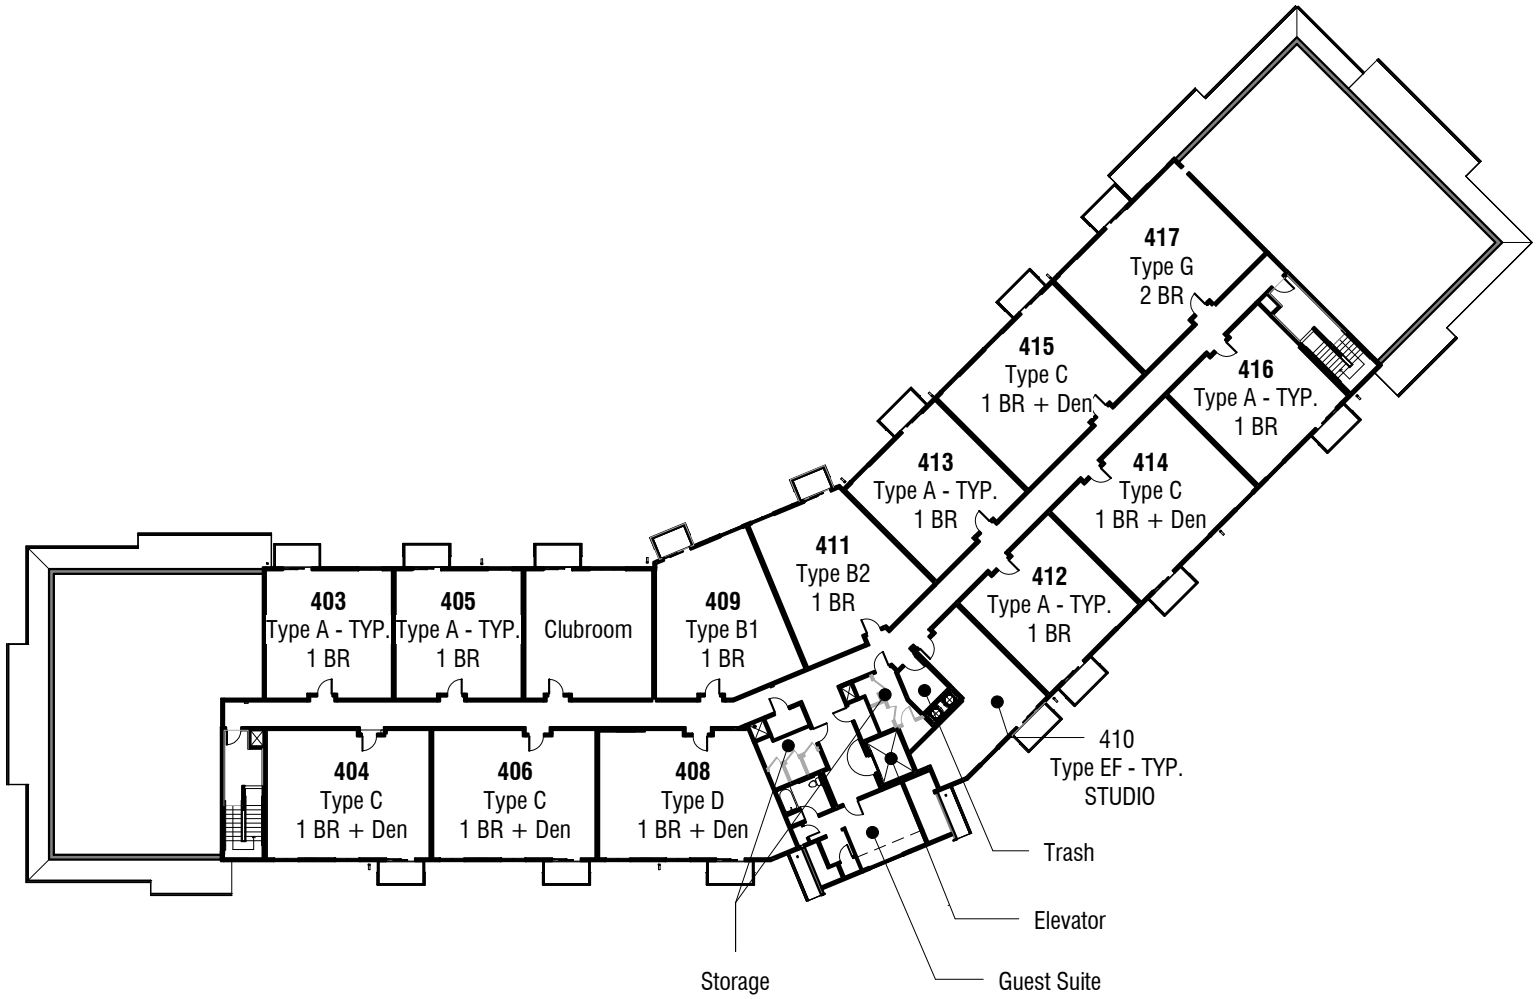 417
Type G
2 BR
415
Type C
1 BR + Den
416
Type A - TYP.
1 BR
413
Type A - TYP.
1 BR
414
Type C
1 BR + Den
411
Type B2
1 BR
412
Type A - TYP.
1 BR
403
Type A - TYP.
1 BR
405
Type A - TYP.
1 BR
Clubroom
409
Type B1
1 BR
410
Type EF - TYP.
STUDIO
404
Type C
1 BR + Den
406
Type C
1 BR + Den
408
Type D
1 BR + Den
Trash
Elevator
Storage
Guest Suite